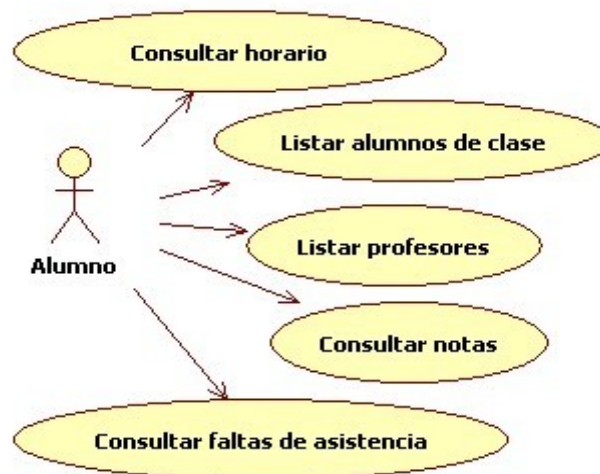 Consultar horario
Listar alumnos de clase
Listar profesores
Alumno
Consultar notas
Consultar faltas de asistencia